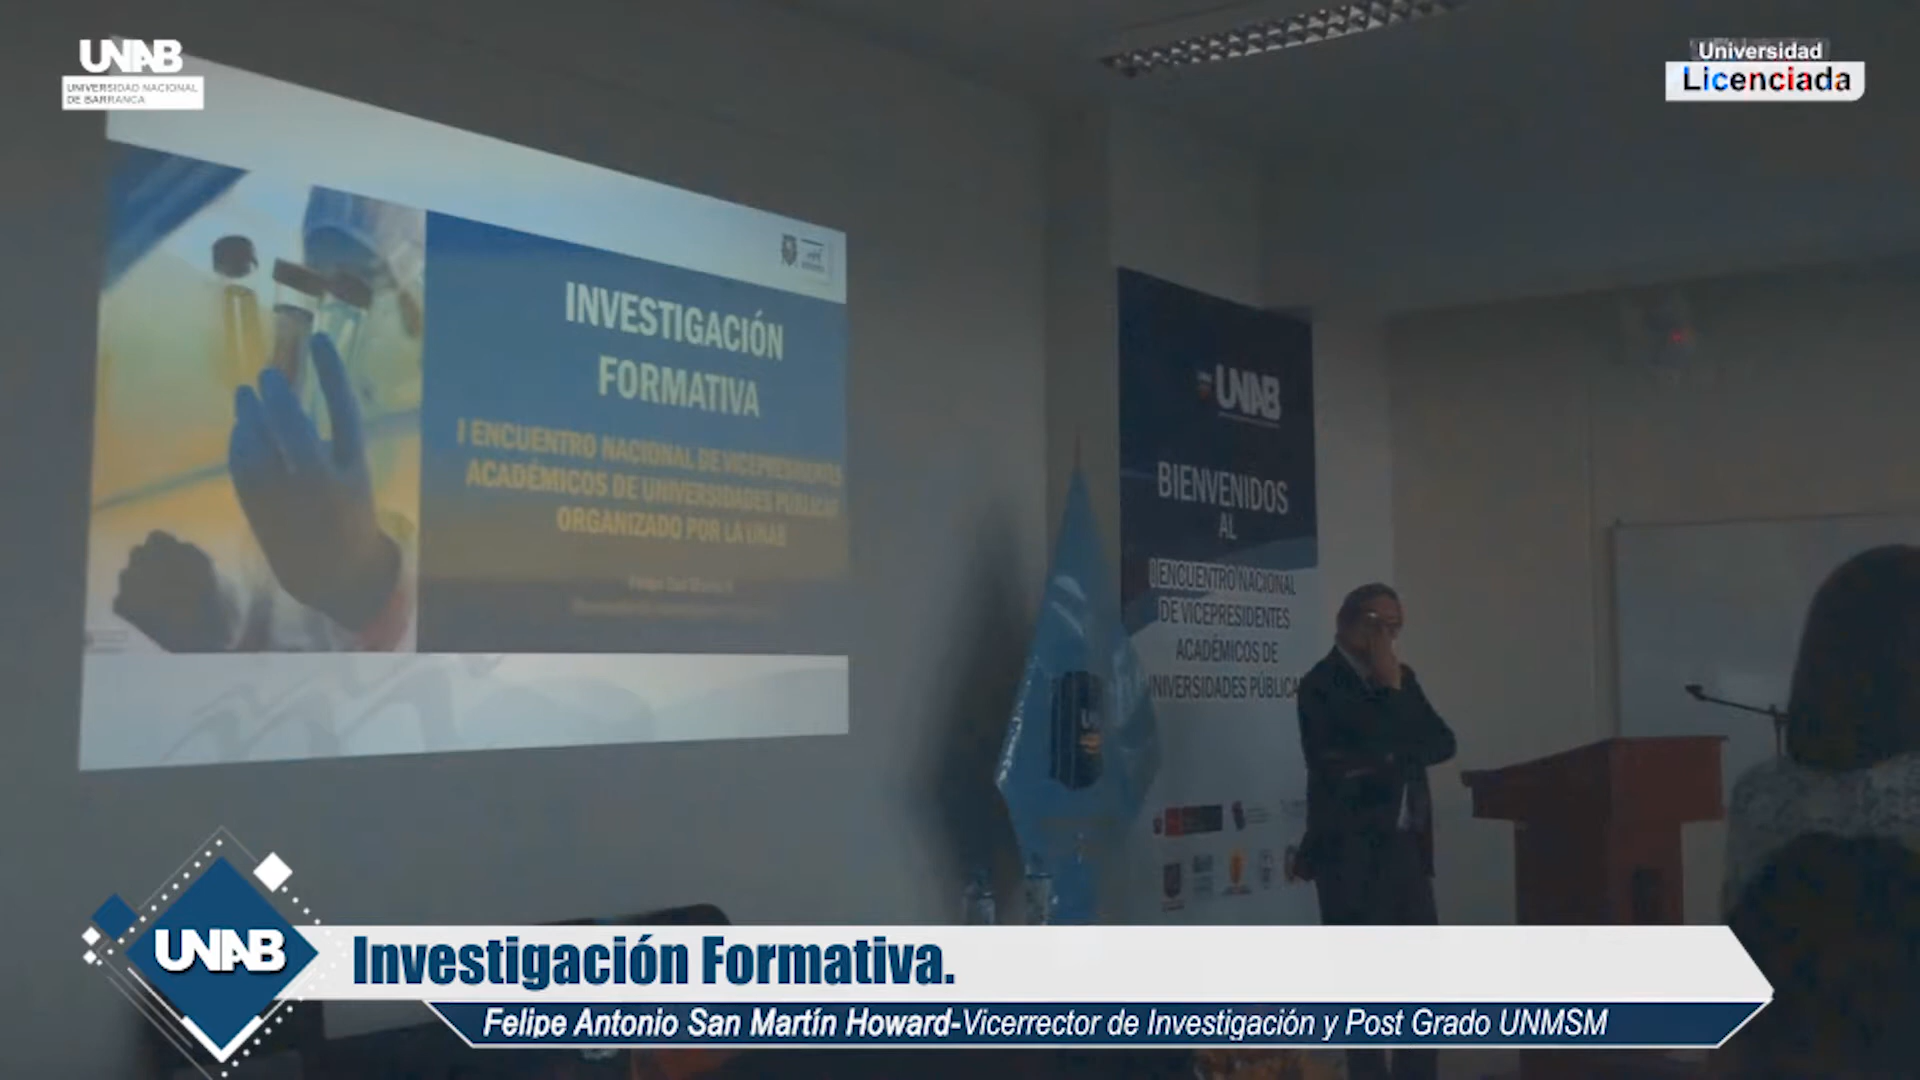 UNAB
UNIVERSIDAD NACIONAL
DE BARRANCA
Universidad
Licenciada
INVESTIGACIÓN
FORMATIVA
I ENCUENTRO NACIONAL DE VICEPRESIDENTES
ACADÉMICOS DE UNIVERSIDADES PÚBLICAS
ORGANIZADO POR LA UNAB
UNAB
BIENVENIDOS
AL
I ENCUENTRO NACIONAL
DE VICEPRESIDENTES
ACADÉMICOS DE
UNIVERSIDADES PÚBLICA
UNAB
Investigación Formativa.
Felipe Antonio San Martín Howard-Vicerrector de Investigación y Post Grado UNMSM